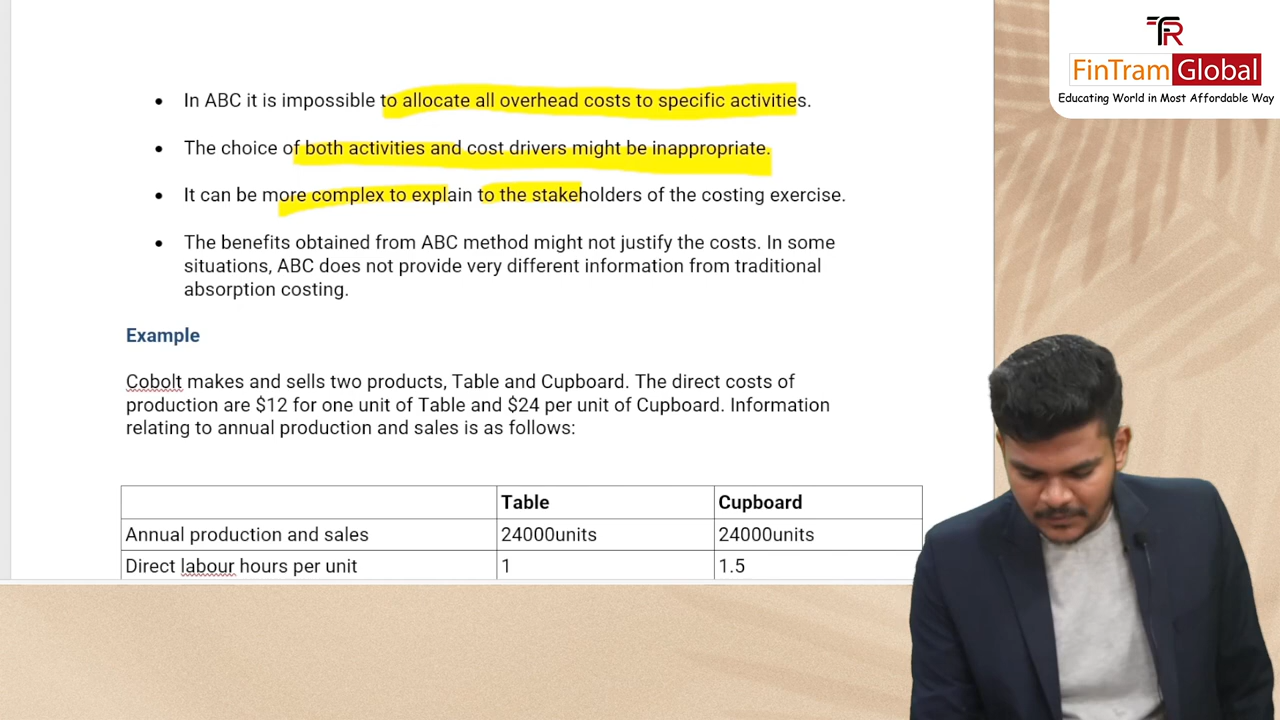 TR
FinTram Global
Educating World in Most Affordable Way
• In ABC it is impossible to allocate all overhead costs to specific activities.
• The choice of both activities and cost drivers might be inappropriate.
• It can be more complex to explain to the stakeholders of the costing exercise.
• The benefits obtained from ABC method might not justify the costs. In some
situations, ABC does not provide very different information from traditional
absorption costing.
Example
Cobolt makes and sells two products, Table and Cupboard. The direct costs of
production are $12 for one unit of Table and $24 per unit of Cupboard. Information
relating to annual production and sales is as follows:
Table Cupboard
Annual production and sales 24000units 24000units
Direct labour hours per unit 1 1.5